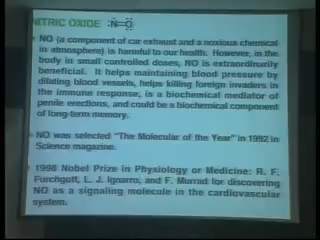 NITRIC OXIDE :N=O
NO (a component of car exhaust and a noxious chemical
in atmosphere) is harmful to our health. However, in the
body in small controlled doses, NO is extraordinarily
beneficial. It helps maintaining blood pressure by
dilating blood vessels, helps killing foreign invaders in
the immune response, is a biochemical mediator of
penile erections, and could be a biochemical component
of long-term memory.
NO was selected "The Molecular of the Year" in 1992 in
Science magazine.
1998 Nobel Prize in Physiology or Medicine: R. F.
Furchgott, L. J. Ignarro, and F. Murrad for discovering
NO as a signaling molecule in the cardiovascular
system.